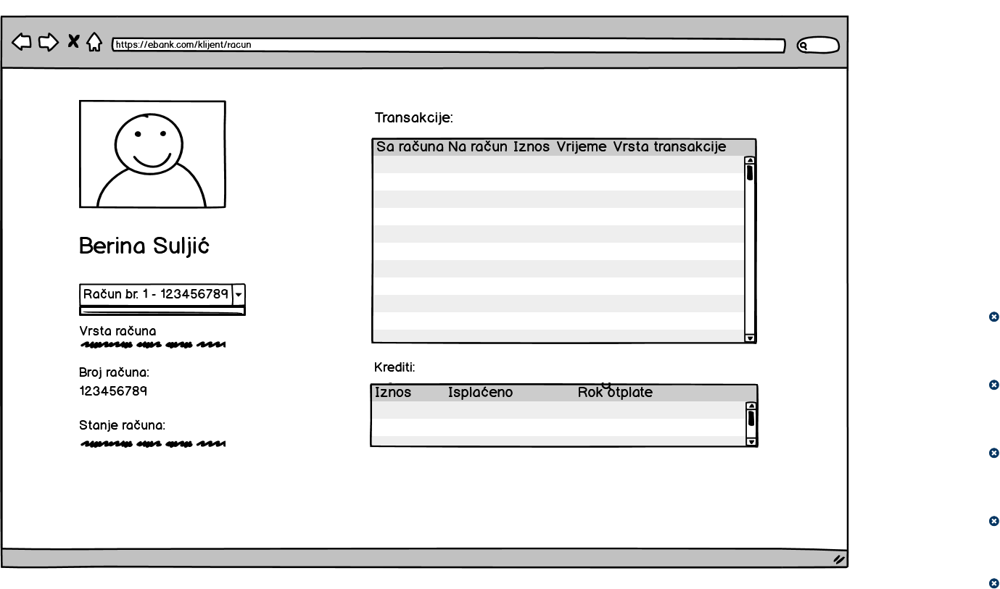 https://ebank.com/klijent/racun
Berina Suljić
Račun br. 1 - 123456789
Vrsta računa
Broj računa:
123456789
Stanje računa:
Transakcije:
Sa računa Na račun Iznos Vrijeme Vrsta transakcije
Krediti:
Iznos Isplaćeno Rok otplate